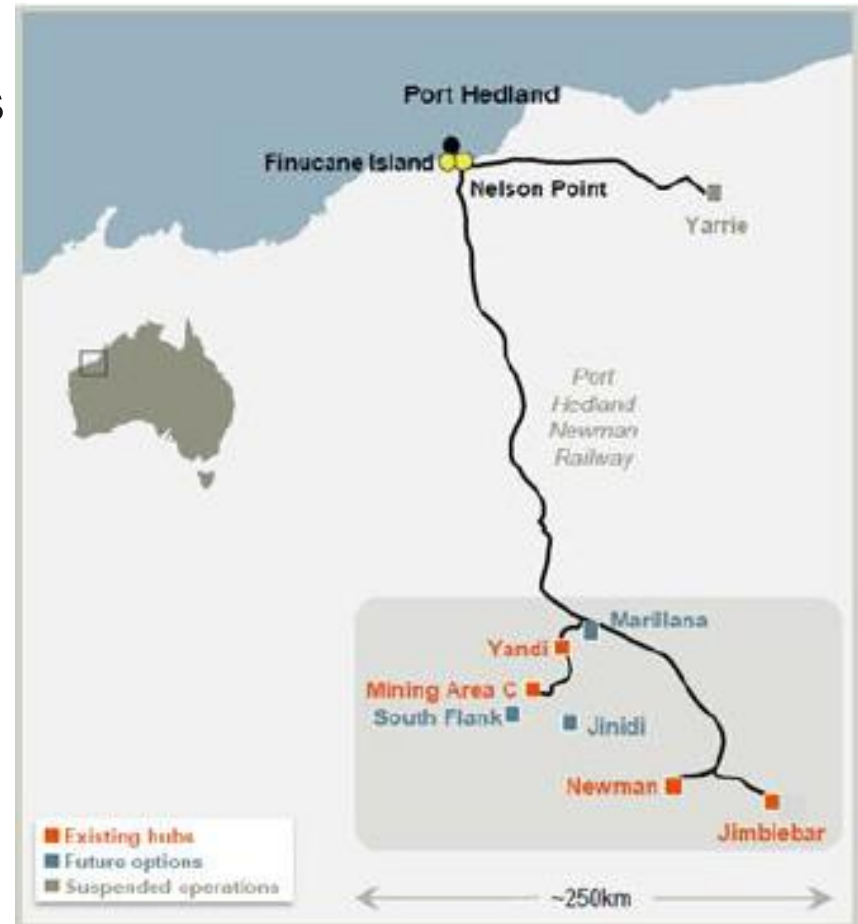 s
Port Hedland
Finucane Island
Nelson Point
Yarrie
Port
Hedland
Newman
Railway
Marillana
Yandi
Mining Area C
South Flank
Jinidi
Newman
Jimblebar
Existing hubs
Future options
Suspended operations
~250km